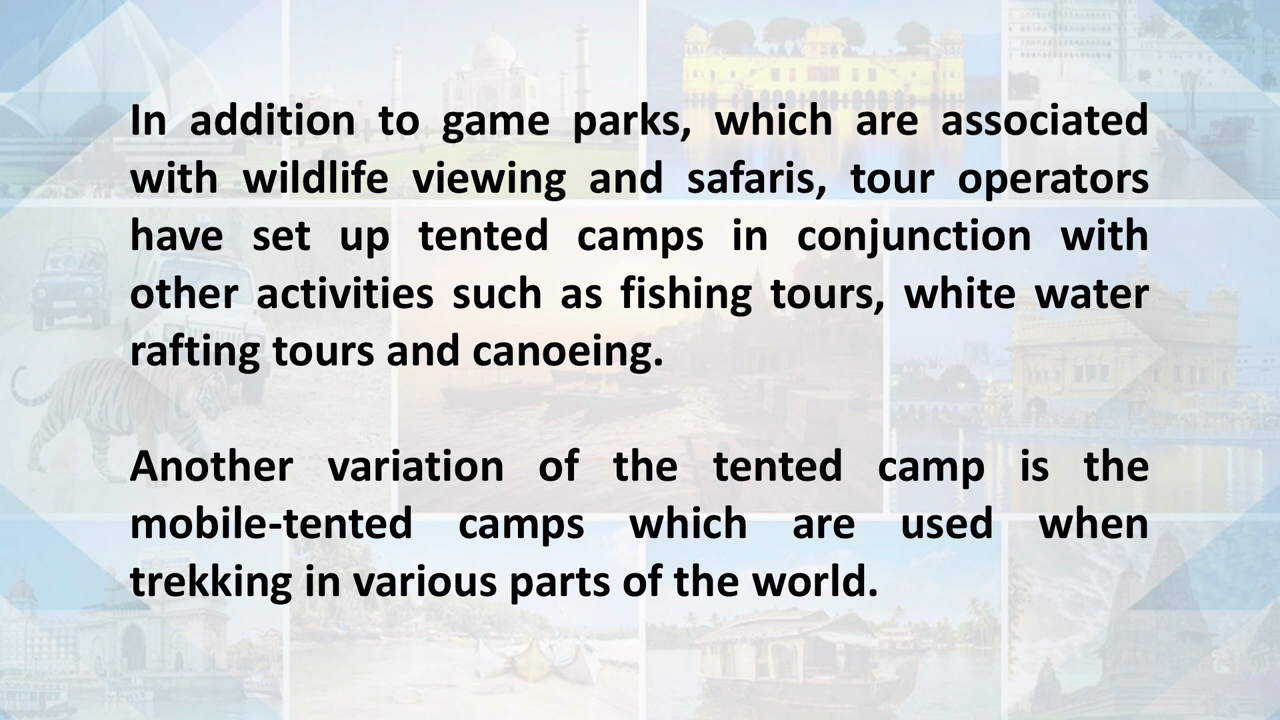 In addition to game parks, which are associated
with wildlife viewing and safaris, tour operators
have set up tented camps in conjunction with
other activities such as fishing tours, white water
rafting tours and canoeing.
Another variation of the tented camp is the
mobile-tented camps which are used when
trekking in various parts of the world.